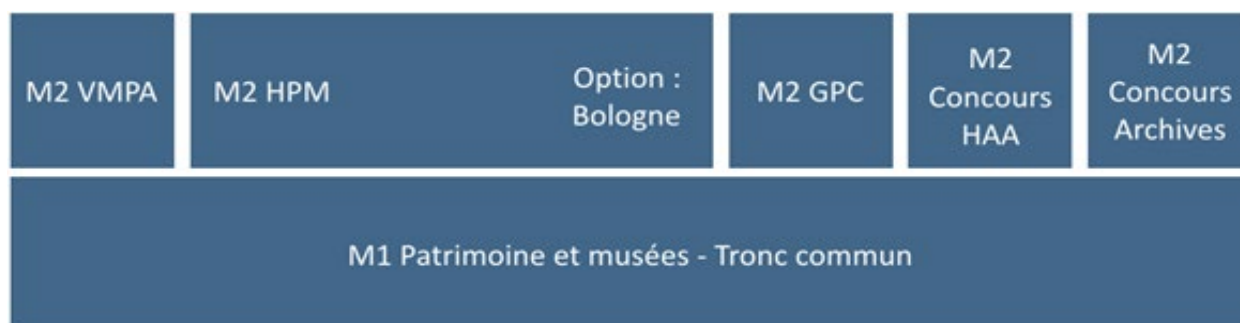 M2 VMPA
M2 HPM
Option :
Bologne
M2 GPC
M2
Concours
HAA
M2
Concours
Archives
M1 Patrimoine et musées - Tronc commun